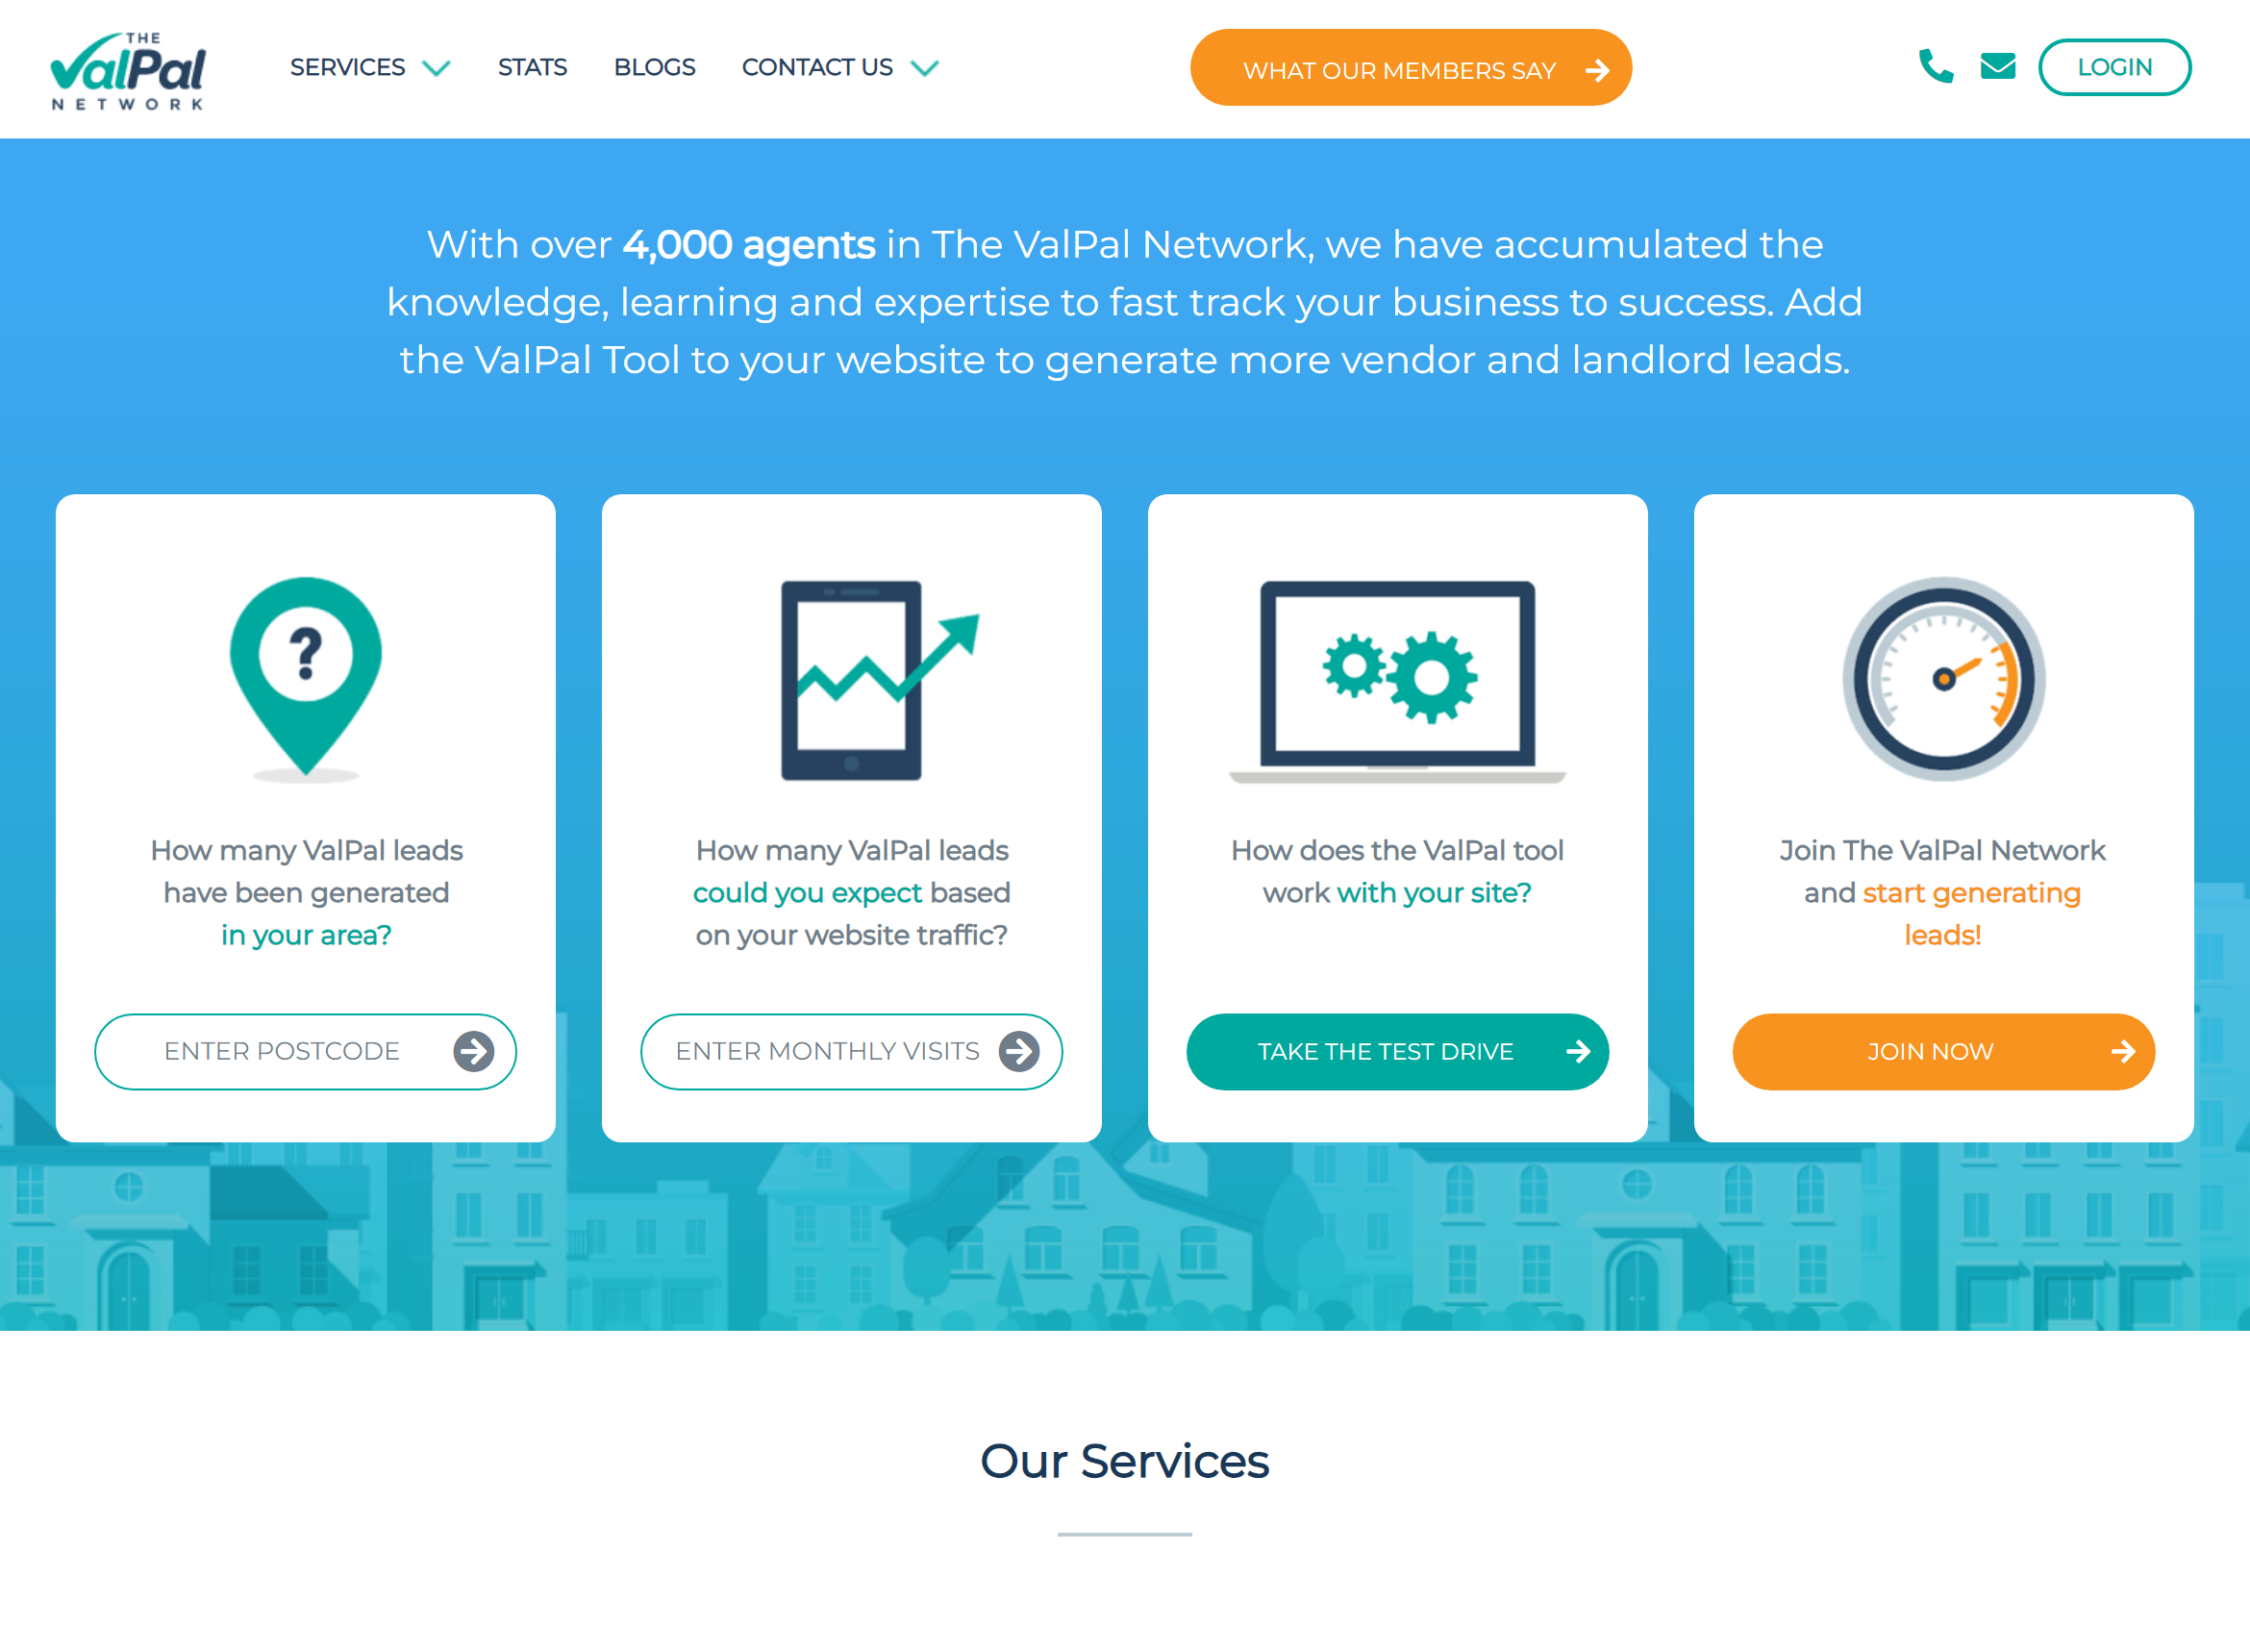 THE
ValPal
NETWORK
SERVICES
STATS
BLOGS
CONTACT US
WHAT OUR MEMBERS SAY
LOGIN
With over 4,000 agents in The ValPal Network, we have accumulated the
knowledge, learning and expertise to fast track your business to success. Add
the ValPal Tool to your website to generate more vendor and landlord leads.
?
How many ValPal leads
have been generated
in your area?
ENTER POSTCODE
How many ValPal leads
could you expect based
on your website traffic?
ENTER MONTHLY VISITS
How does the ValPal tool
work with your site?
TAKE THE TEST DRIVE
Join The ValPal Network
and start generating
leads!
JOIN NOW
Our Services